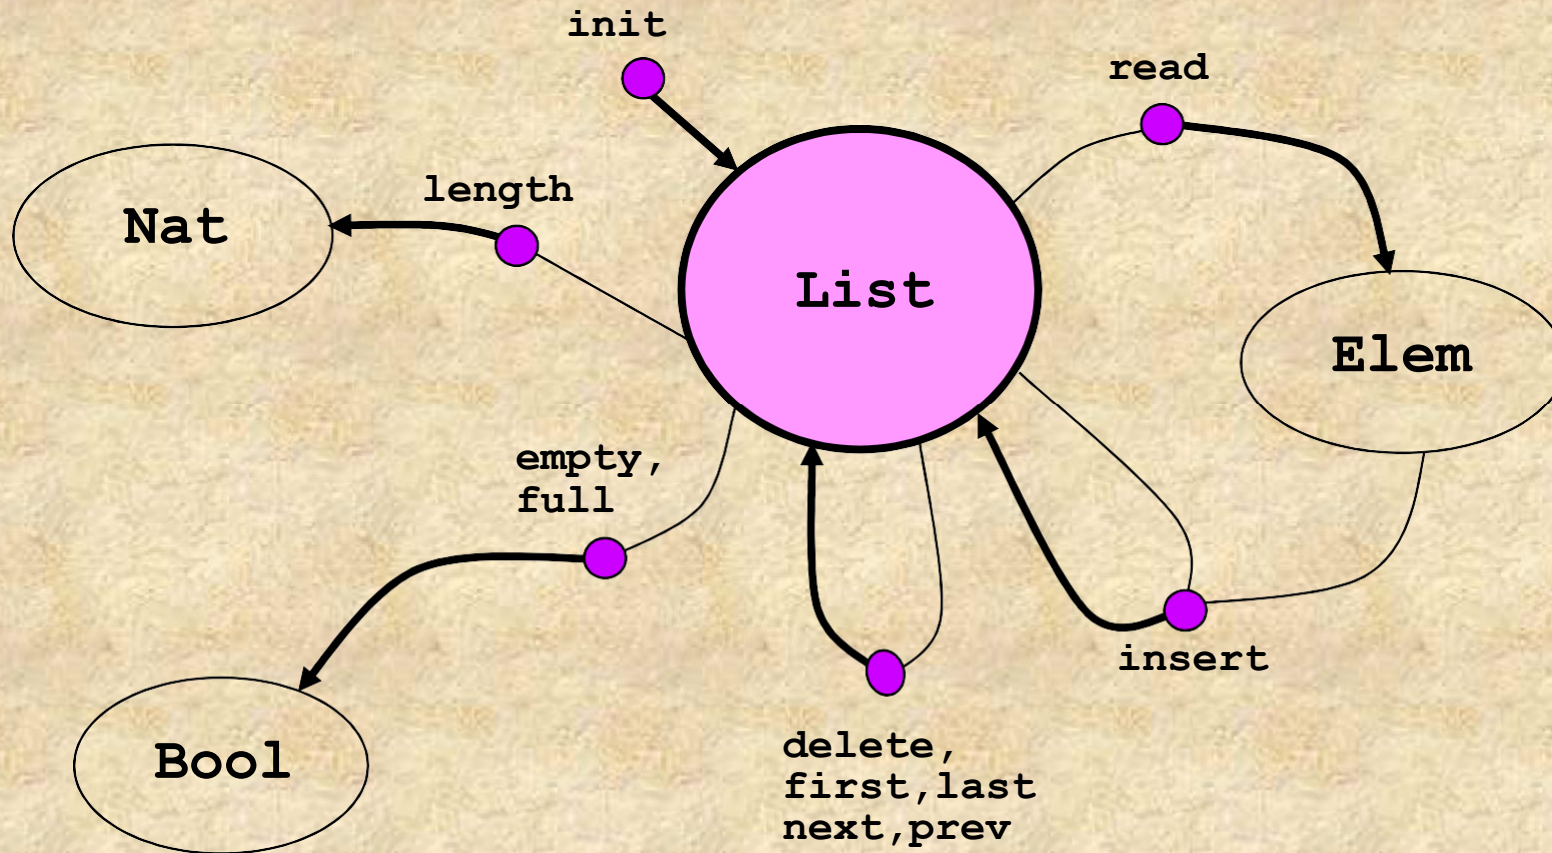 init
read
length
Nat
List
Elem
empty,
full
insert
Bool
delete,
first,last
next,prev